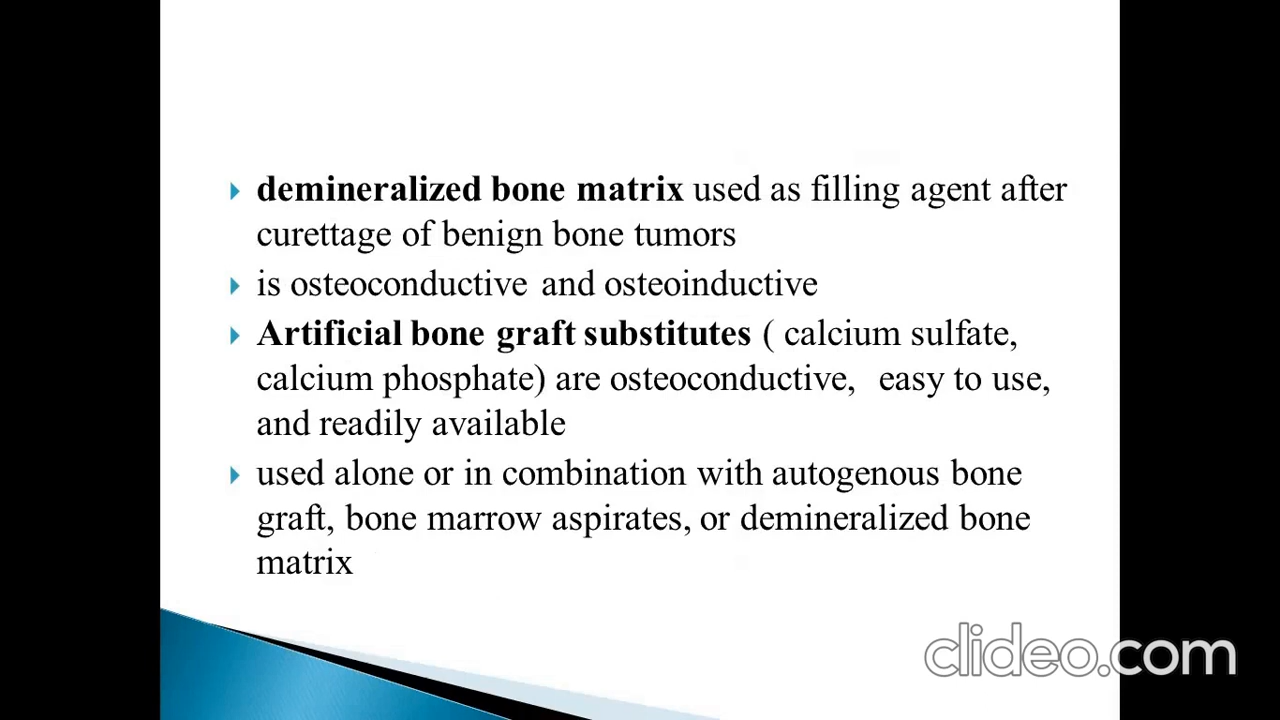 demineralized bone matrix used as filling agent after
curettage of benign bone tumors
is osteoconductive and osteoinductive
Artificial bone graft substitutes ( calcium sulfate,
calcium phosphate) are osteoconductive, easy to use,
and readily available
used alone or in combination with autogenous bone
graft, bone marrow aspirates, or demineralized bone
matrix
clideo.com